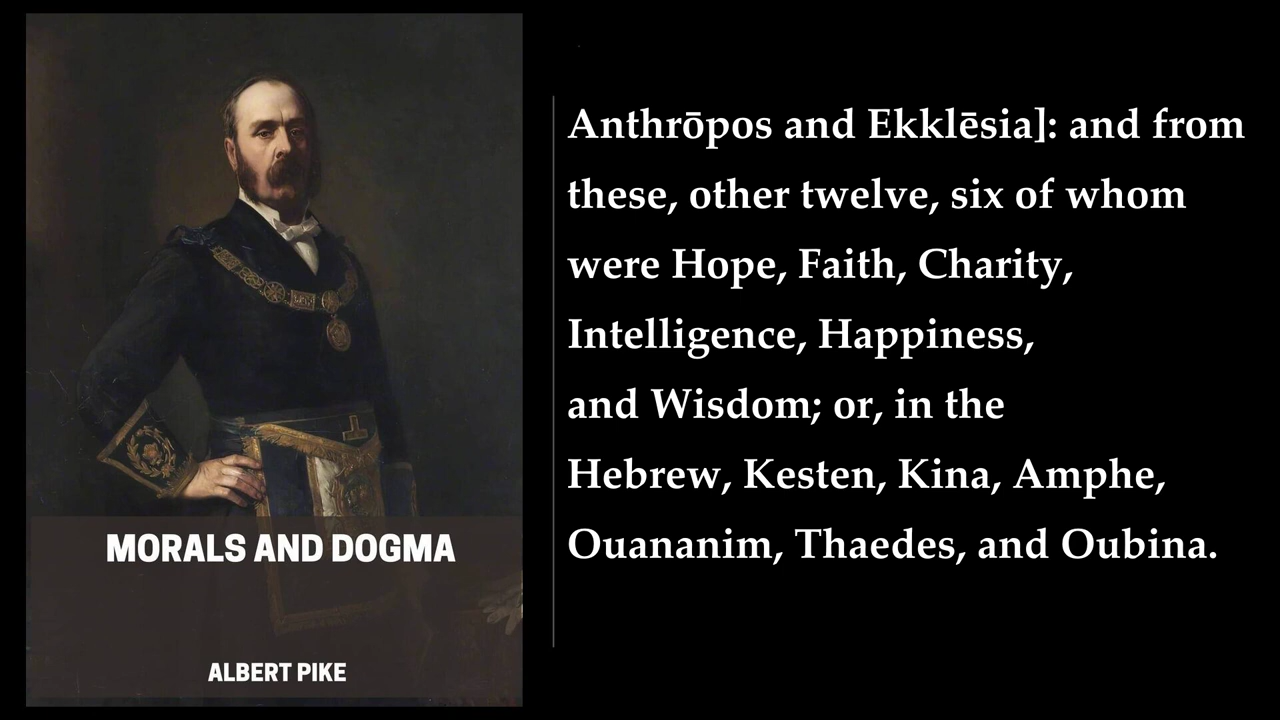 MORALS AND DOGMA
ALBERT PIKE
Anthrōpos and Ekklēsia]: and from
these, other twelve, six of whom
were Hope, Faith, Charity,
Intelligence, Happiness,
and Wisdom; or, in the
Hebrew, Kesten, Kina, Amphe,
Ouananim, Thaedes, and Oubina.